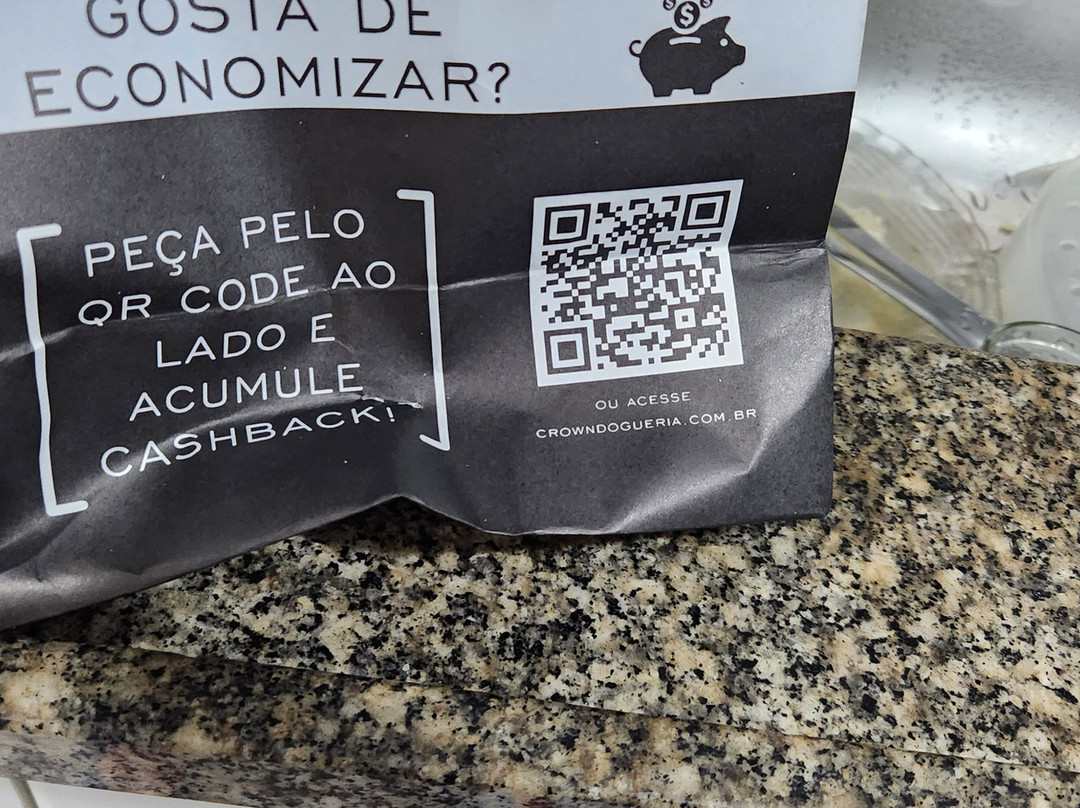 GOSTA DE
ECONOMIZAR?
PEÇA PELO
QR CODE AO
LADO E
ACUMULE
CASHBACK!
OU ACESSE
CROWNDOGUERIA.COM.BR